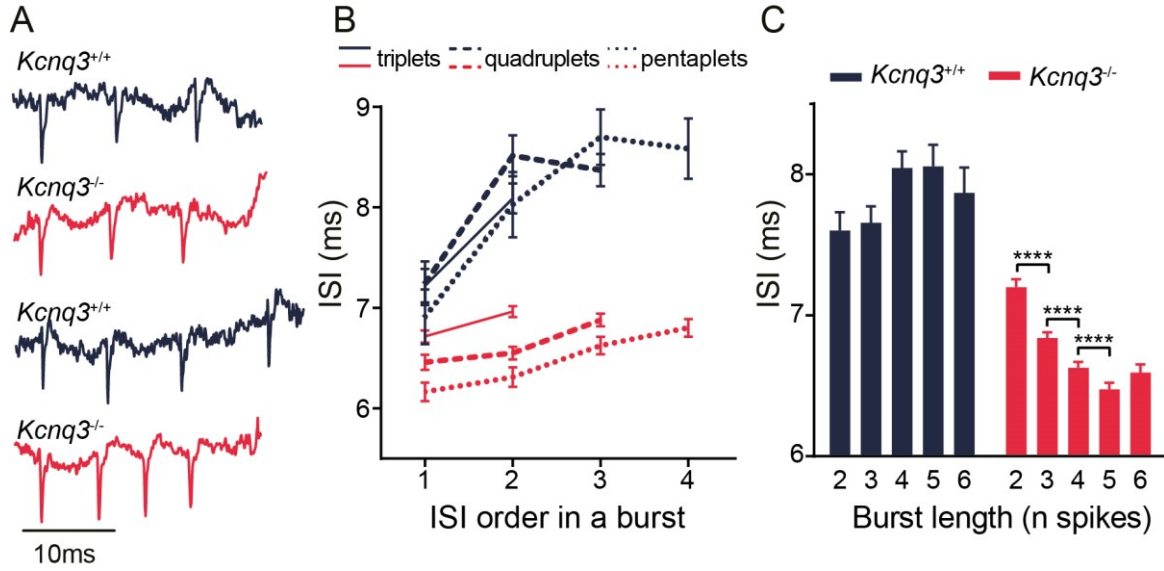 A
Kcnq3+/+
Kcnq3-/-
Kcnq3+/+
Kcnq3-/-
10ms
B
triplets quadruplets pentaplets
ISI (ms)
9
8
7
6
1 2 3 4
ISI order in a burst
C
Kcnq3+/+ Kcnq3-/-
ISI (ms)
8
7
6
****
****
****
2 3 4 5 6 2 3 4 5 6
Burst length (n spikes)